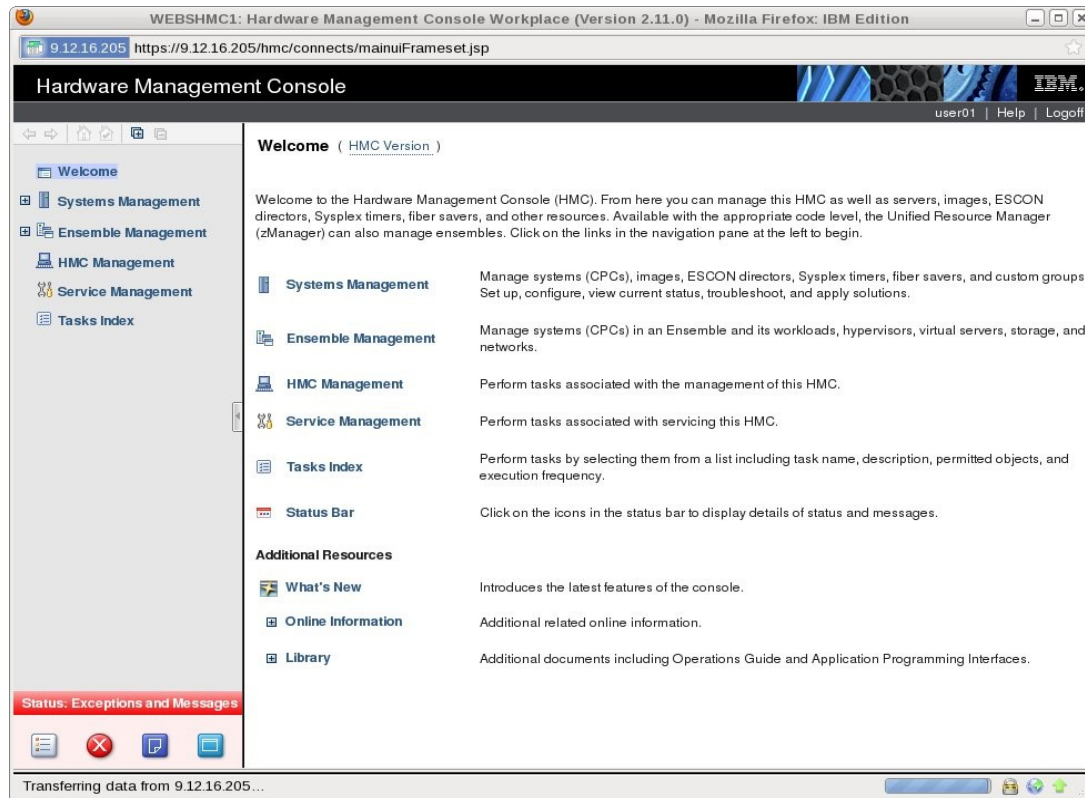 WEBSHMC1: Hardware Management Console Workplace (Version 2.11.0) - Mozilla Firefox: IBM Edition
9.12.16.205 https://9.12.16.205/hmc/connects/mainuiFrameset.jsp
Hardware Management Console
IBM.
user01 | Help | Logoff
Welcome
Systems Management
Ensemble Management
HMC Management
Service Management
Tasks Index
Status: Exceptions and Messages
Welcome ( HMC Version )
Welcome to the Hardware Management Console (HMC). From here you can manage this HMC as well as servers, images, ESCON
directors, Sysplex timers, fiber savers, and other resources. Available with the appropriate code level, the Unified Resource Manager
(zManager) can also manage ensembles. Click on the links in the navigation pane at the left to begin.
Systems Management
Manage systems (CPCs), images, ESCON directors, Sysplex timers, fiber savers, and custom groups
Set up, configure, view current status, troubleshoot, and apply solutions.
Ensemble Management
Manage systems (CPCs) in an Ensemble and its workloads, hypervisors, virtual servers, storage, and
networks.
HMC Management
Perform tasks associated with the management of this HMC.
Service Management
Perform tasks associated with servicing this HMC.
Tasks Index
Perform tasks by selecting them from a list including task name, description, permitted objects, and
execution frequency.
Status Bar
Click on the icons in the status bar to display details of status and messages.
Additional Resources
What's New
Introduces the latest features of the console.
Online Information
Additional related online information.
Library
Additional documents including Operations Guide and Application Programming Interfaces.
Transferring data from 9.12.16.205...